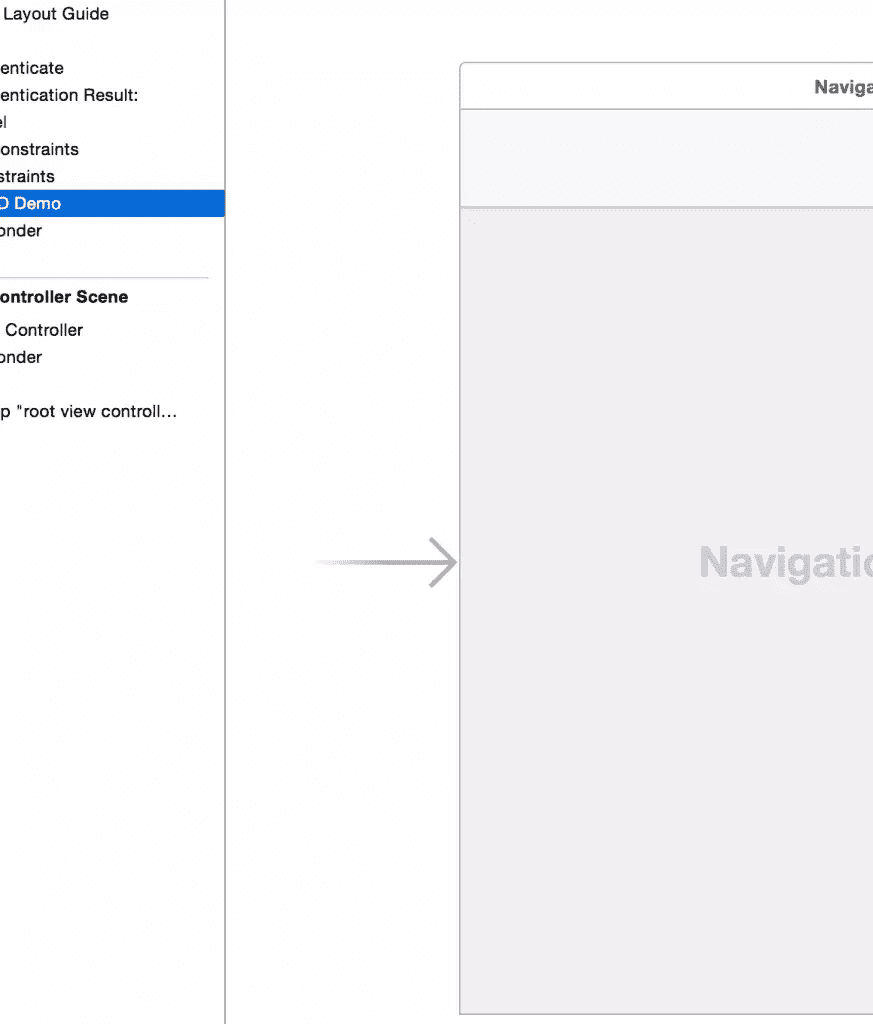 Layout Guide
enticate
entication Result:
el
onstraints
straints
D Demo
onder
ontroller Scene
Controller
onder
p "root view controll...
Naviga
Navigatio